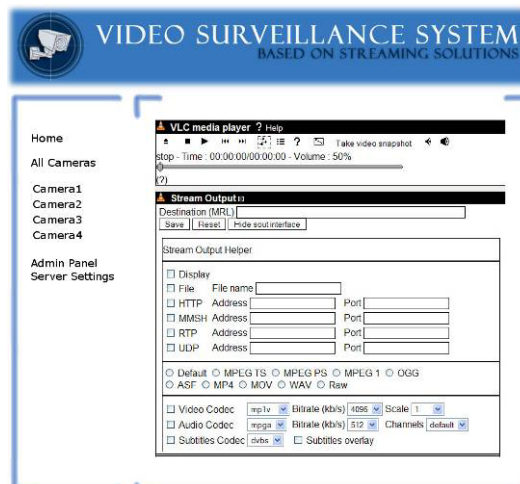 VIDEO SURVEILLANCE SYSTEM
BASED ON STREAMING SOLUTIONS
Home
All Cameras
Camera1
Camera2
Camera3
Camera4
Admin Panel
Server Settings
VLC media player ? Help
? Take video snapshot
stop - Time : 00:00:00/00:00:00 - Volume : 50%
(?)
Stream Output
Destination (MRL)
Save Reset Hide sout interface
Stream Output Helper
Display
File File name
HTTP Address Port
MMSH Address Port
RTP Address Port
UDP Address Port
Default MPEG TS MPEG PS MPEG 1 OGG
ASF MP4 MOV WAV Raw
Video Codec mp1v Bitrate (kb/s) 4096 Scale 1
Audio Codec mpga Bitrate (kb/s) 512 Channels default
Subtitles Codec dvbs Subtitles overlay